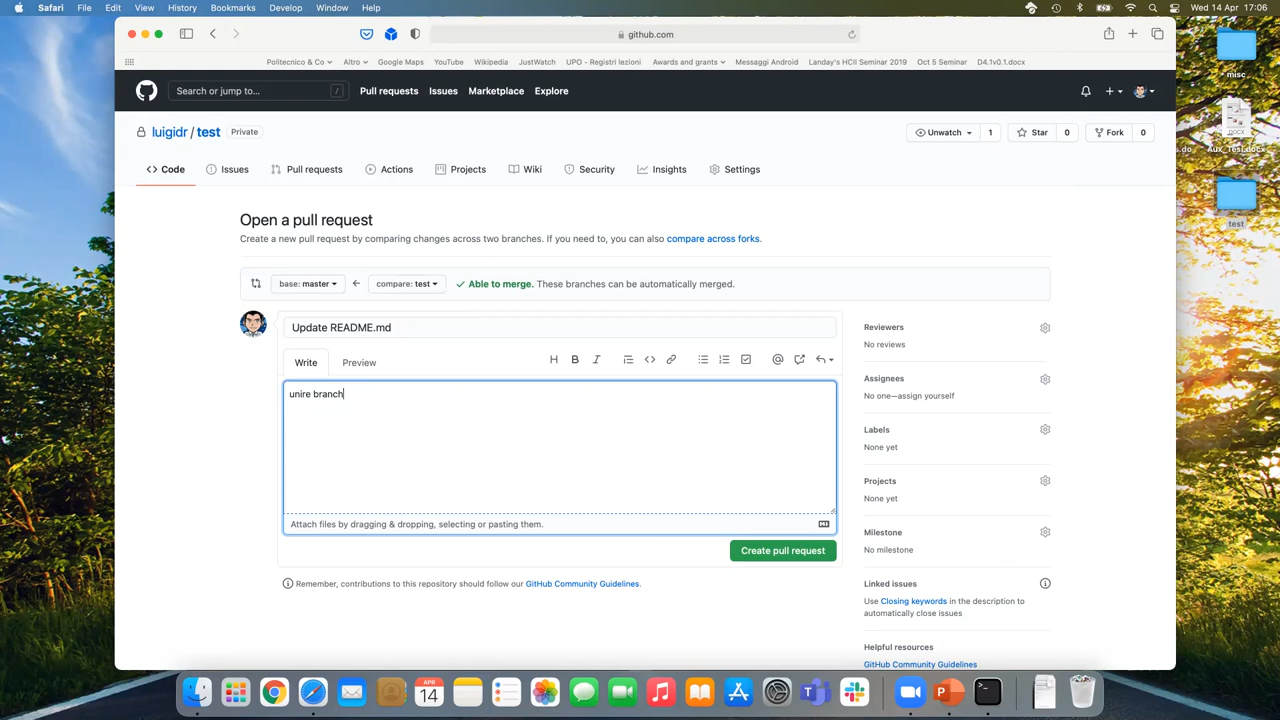 Safari File Edit View History Bookmarks Window Help Wed 14 Apr 17:06
github.com
Politecnico & Co Altro Google Maps YouTube Wikipedia JustWatch UPO - Registri lezioni Awards and grants Messaggi Android Landay's HCII Seminar 2019 Oct 5 Seminar D4.1v0.1.docx
Search or jump to... / Pull requests Issues Marketplace Explore
luigidr / test Private
Unwatch 1 Star 0 Fork 0
Code Issues Pull requests Actions Projects Wiki Security Insights Settings
Open a pull request
Create a new pull request by comparing changes across two branches. If you need to, you can also compare across forks.
base: master compare: test Able to merge. These branches can be automatically merged.
Update README.md
Write Preview
unire branch
Attach files by dragging & dropping, selecting or pasting them.
Create pull request
Remember, contributions to this repository should follow our GitHub Community Guidelines.
Reviewers
No reviews
Assignees
No one—assign yourself
Labels
None yet
Projects
None yet
Milestone
No milestone
Linked issues
Use Closing keywords in the description to
automatically close issues
Helpful resources
GitHub Community Guidelines
misc
DOCX
Aux_Test.docx
test
APR
14